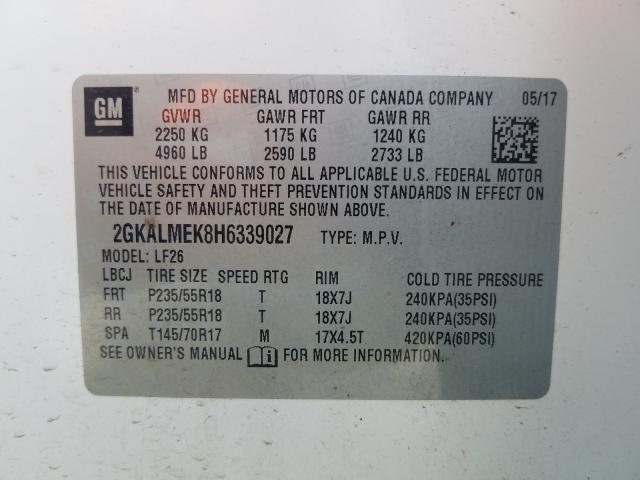 GM
MFD BY GENERAL MOTORS OF CANADA COMPANY 05/17
GVWR GAWR FRT GAWR RR
2250 KG 1175 KG 1240 KG
4960 LB 2590 LB 2733 LB
THIS VEHICLE CONFORMS TO ALL APPLICABLE U.S. FEDERAL MOTOR
VEHICLE SAFETY AND THEFT PREVENTION STANDARDS IN EFFECT ON
THE DATE OF MANUFACTURE SHOWN ABOVE.
2GKALMEK8H6339027 TYPE: M.P.V.
MODEL: LF26
LBCJ TIRE SIZE SPEED RTG RIM COLD TIRE PRESSURE
FRT P235/55R18 T 18X7J 240KPA(35PSI)
RR P235/55R18 T 18X7J 240KPA(35PSI)
SPA T145/70R17 M 17X4.5T 420KPA(60PSI)
SEE OWNER'S MANUAL FOR MORE INFORMATION.